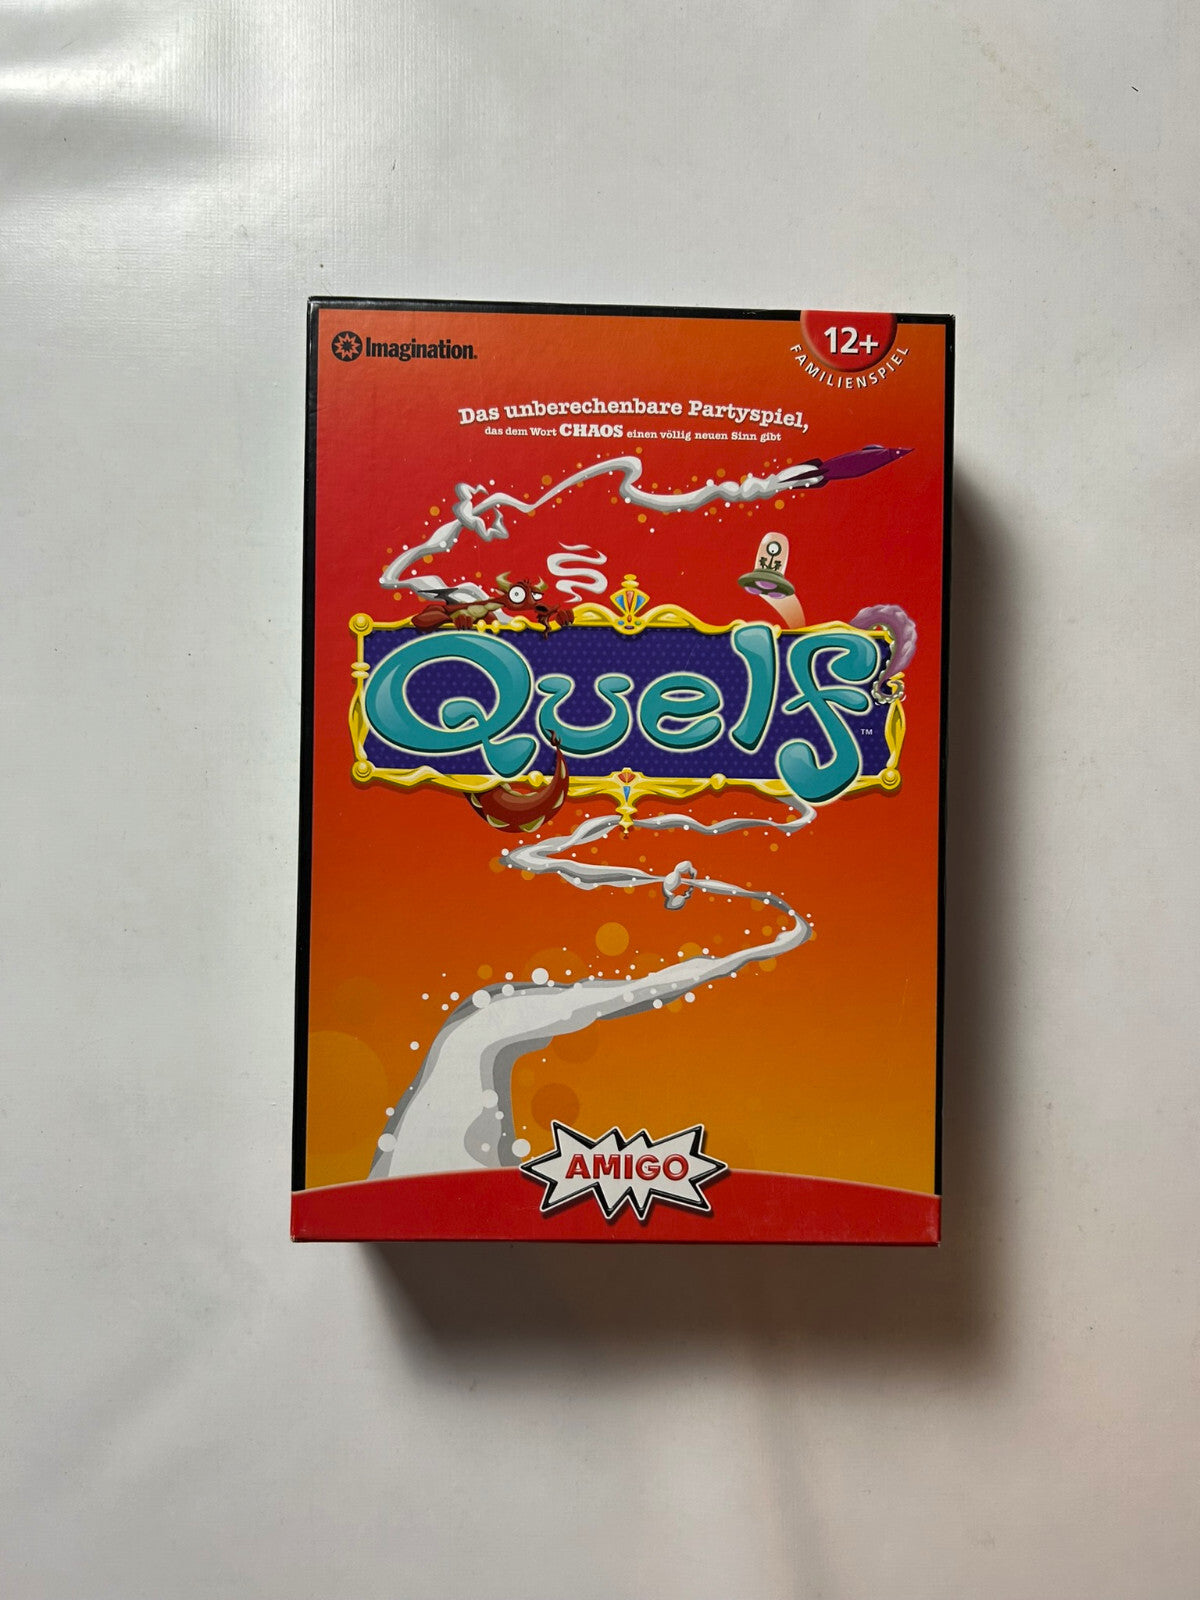 Imagination.
12+
FAMILIENSPIEL
Das unberechenbare Partyspiel,
das dem Wort CHAOS einen völlig neuen Sinn gibt
Quelf
TM
AMIGO